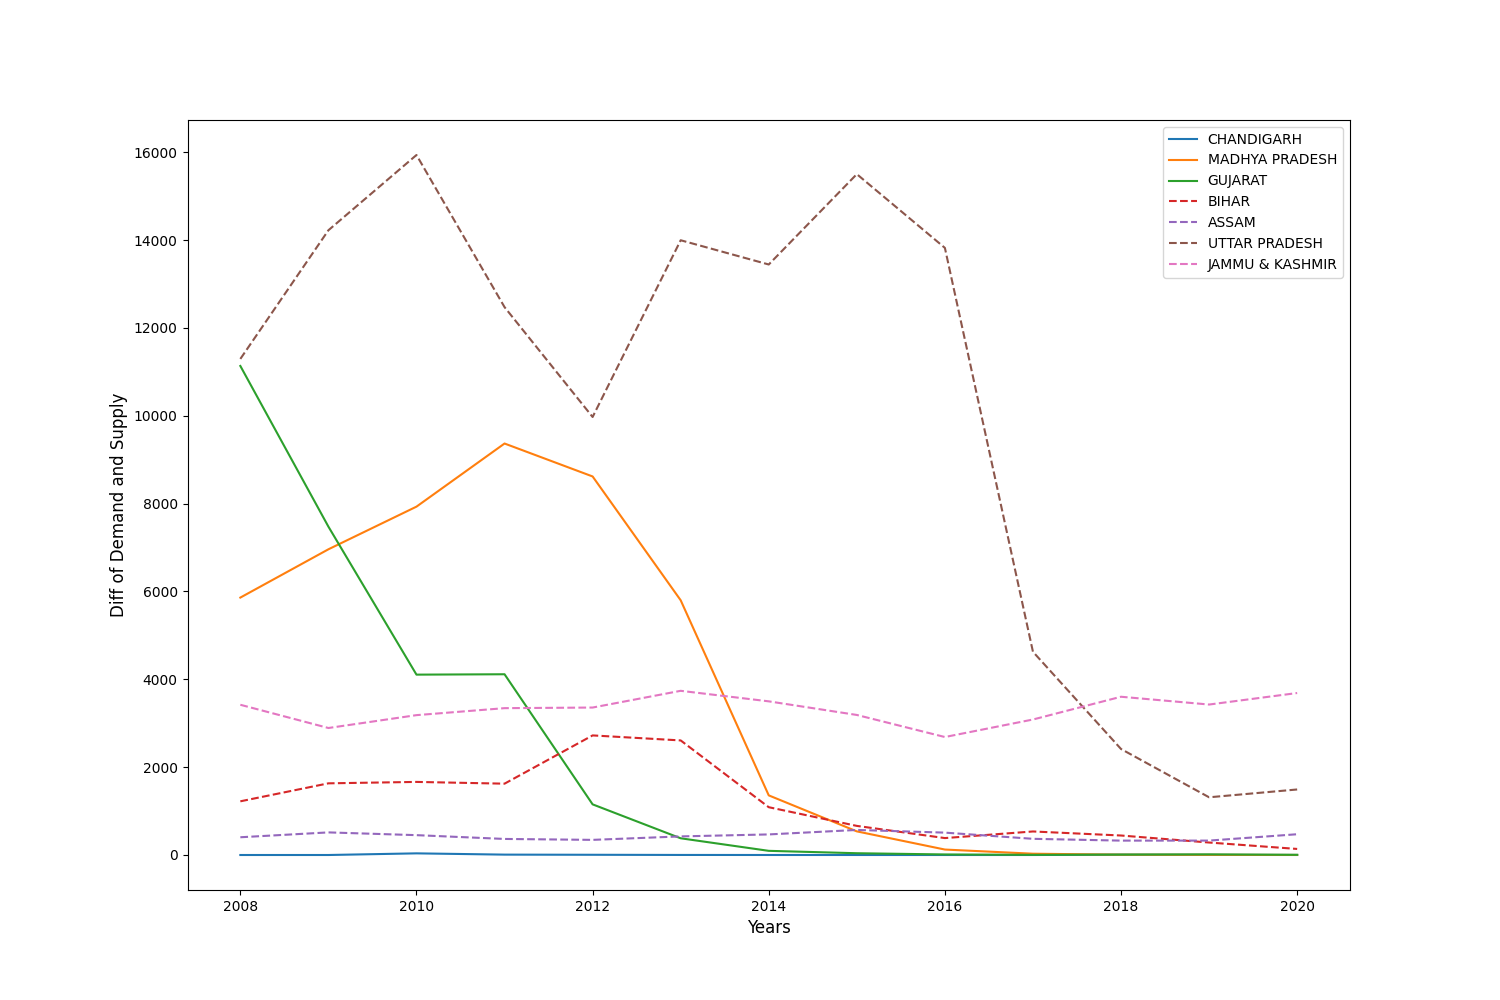 CHANDIGARH
MADHYA PRADESH
GUJARAT
BIHAR
ASSAM
UTTAR PRADESH
JAMMU & KASHMIR
16000
14000
12000
10000
8000
6000
4000
2000
0
Diff of Demand and Supply
2008 2010 2012 2014 2016 2018 2020
Years